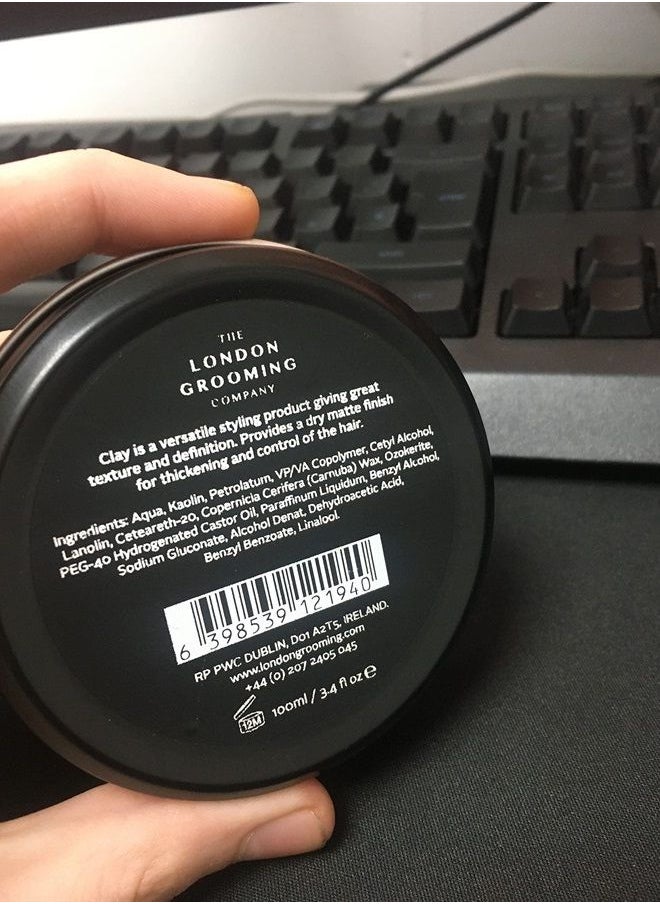 THE
LONDON
GROOMING
COMPANY
Clay is a versatile styling product giving great
texture and definition. Provides a dry matte finish
for thickening and control of the hair.
Ingredients: Aqua, Kaolin, Petrolatum, VP/VA Copolymer, Cetyl Alcohol,
Lanolin, Ceteareth-20, Copernicia Cerifera (Carnuba) Wax, Ozokerite,
PEG-40 Hydrogenated Castor Oil, Paraffinum Liquidum, Benzyl Alcohol,
Sodium Gluconate, Alcohol Denat, Dehydroacetic Acid,
Benzyl Benzoate, Linalool.
6 398539 121940
RP PWC DUBLIN, D01 A2T5, IRELAND.
www.londongrooming.com
+44 (0) 207 2405 045
12M 100ml / 3.4 fl oz ℮